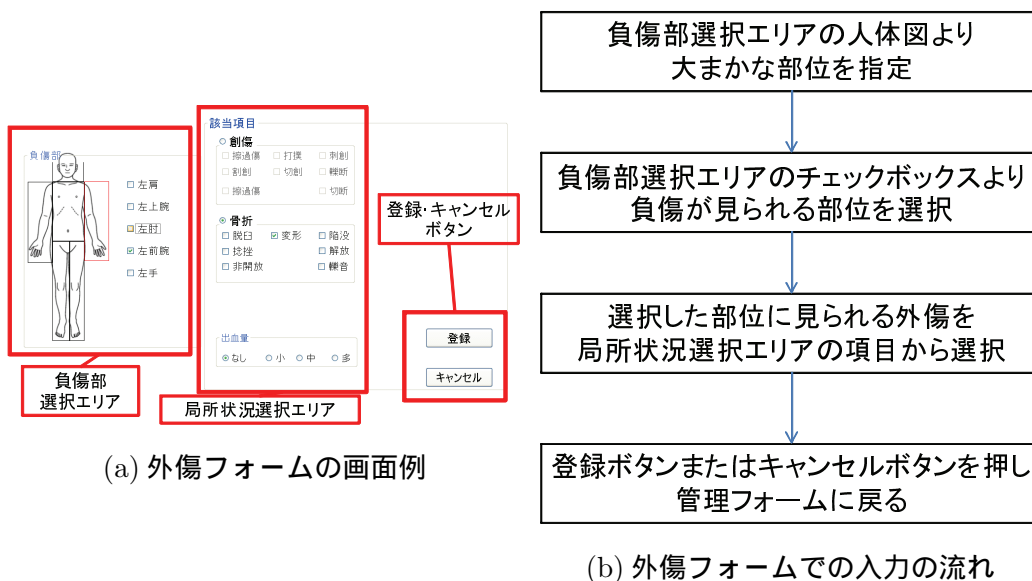 負傷部選択エリアの人体図より
大まかな部位を指定
負傷部選択エリアのチェックボックスより
負傷が見られる部位を選択
選択した部位に見られる外傷を
局所状況選択エリアの項目から選択
登録ボタンまたはキャンセルボタンを押し
管理フォームに戻る
(b) 外傷フォームでの入力の流れ
負傷部
左肩
左上腕
左肘
左前腕
左手
該当項目
創傷
擦過傷 打撲 刺創
割創 切創 轢断
擦過傷 切断
骨折
脱臼 変形 陥没
捻挫 解放
非開放 轢音
出血量
なし 小 中 多
登録・キャンセル
ボタン
登録
キャンセル
負傷部
選択エリア
局所状況選択エリア
(a) 外傷フォームの画面例